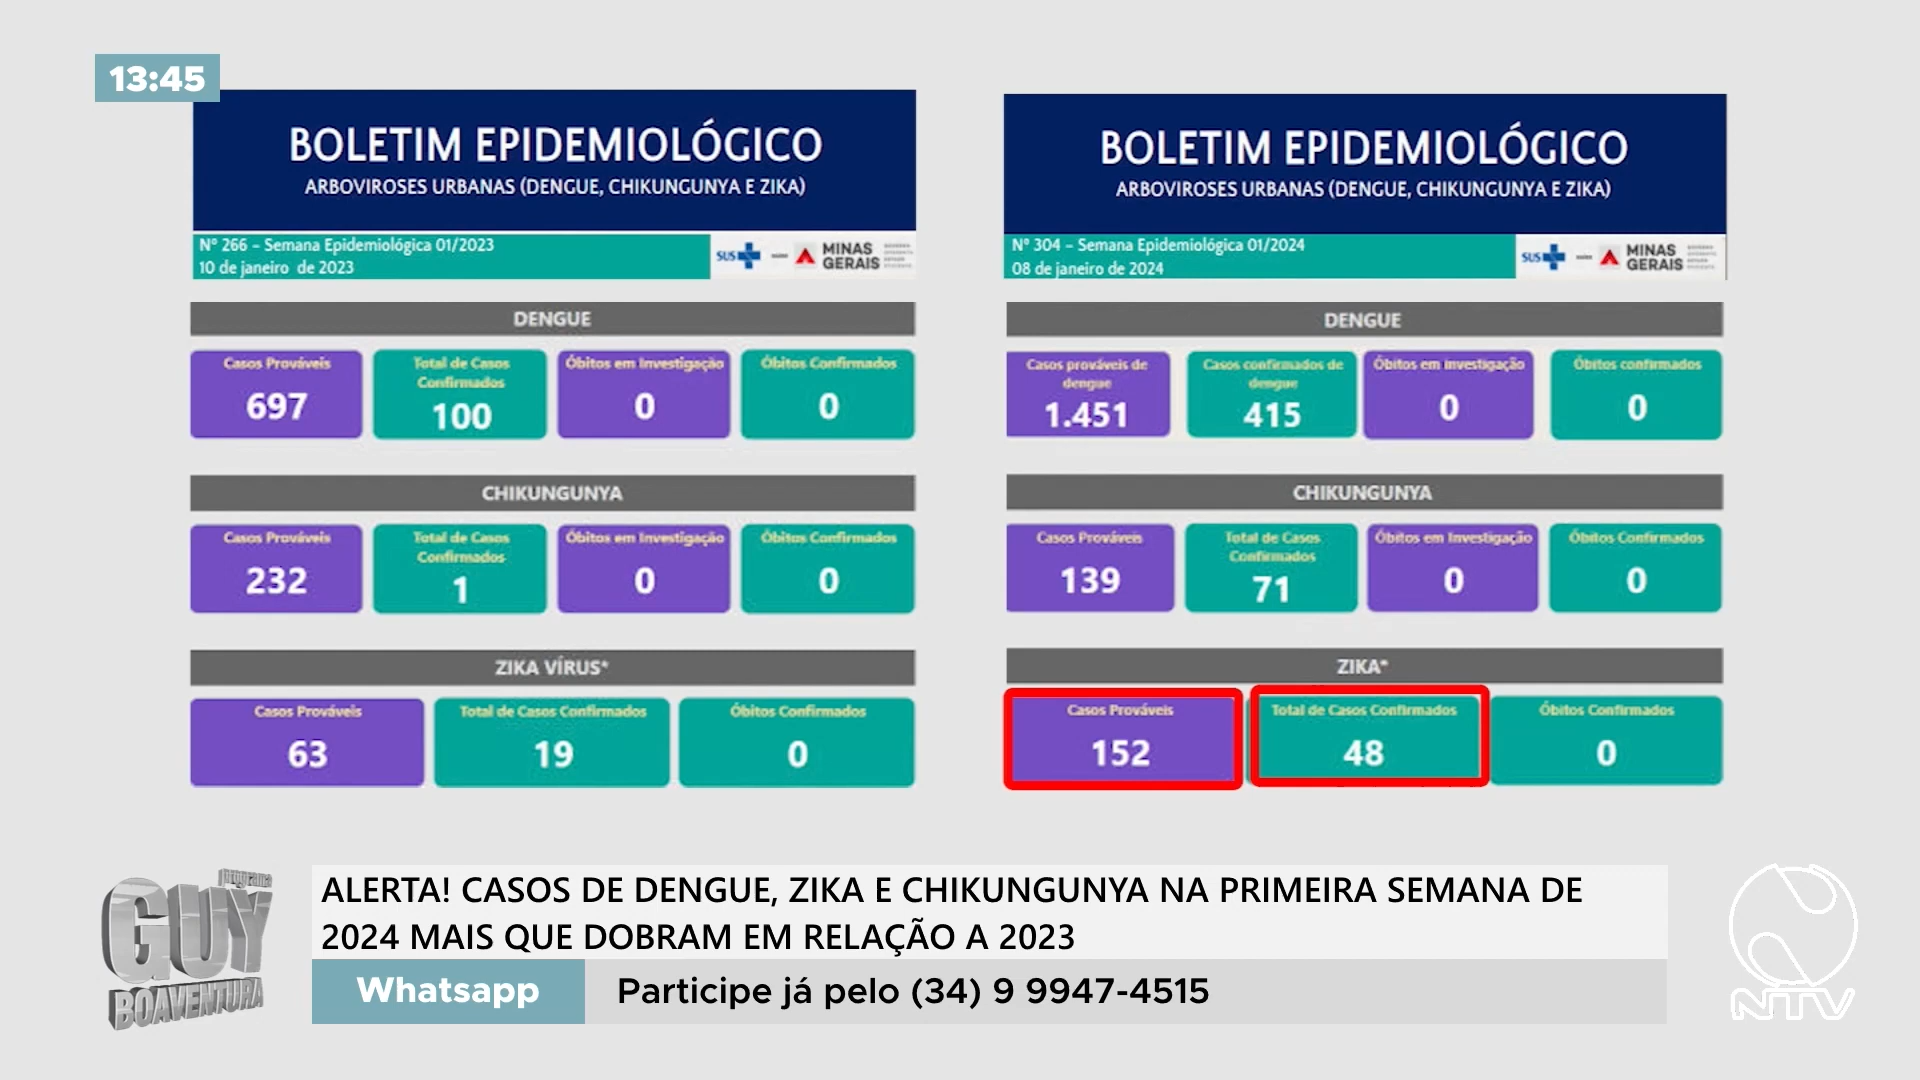 13:45
BOLETIM EPIDEMIOLÓGICO
ARBOVIROSES URBANAS (DENGUE, CHIKUNGUNYA E ZIKA)
Nº 266 – Semana Epidemiológica 01/2023
10 de janeiro de 2023
SUS
MINAS
GERAIS
DENGUE
Casos Prováveis
697
Total de Casos
Confirmados
100
Óbitos em Investigação
0
Óbitos Confirmados
0
CHIKUNGUNYA
Casos Prováveis
232
Total de Casos
Confirmados
1
Óbitos em Investigação
0
Óbitos Confirmados
0
ZIKA VÍRUS*
Casos Prováveis
63
Total de Casos Confirmados
19
Óbitos Confirmados
0
BOLETIM EPIDEMIOLÓGICO
ARBOVIROSES URBANAS (DENGUE, CHIKUNGUNYA E ZIKA)
Nº 304 – Semana Epidemiológica 01/2024
08 de janeiro de 2024
SUS
MINAS
GERAIS
DENGUE
Casos prováveis de
dengue
1.451
Casos confirmados de
dengue
415
Óbitos em investigação
0
Óbitos confirmados
0
CHIKUNGUNYA
Casos Prováveis
139
Total de Casos
Confirmados
71
Óbitos em Investigação
0
Óbitos Confirmados
0
ZIKA*
Casos Prováveis
152
Total de Casos Confirmados
48
Óbitos Confirmados
0
programa
GUY
BOAVENTURA
ALERTA! CASOS DE DENGUE, ZIKA E CHIKUNGUNYA NA PRIMEIRA SEMANA DE
2024 MAIS QUE DOBRAM EM RELAÇÃO A 2023
Whatsapp
Participe já pelo (34) 9 9947-4515
NTV